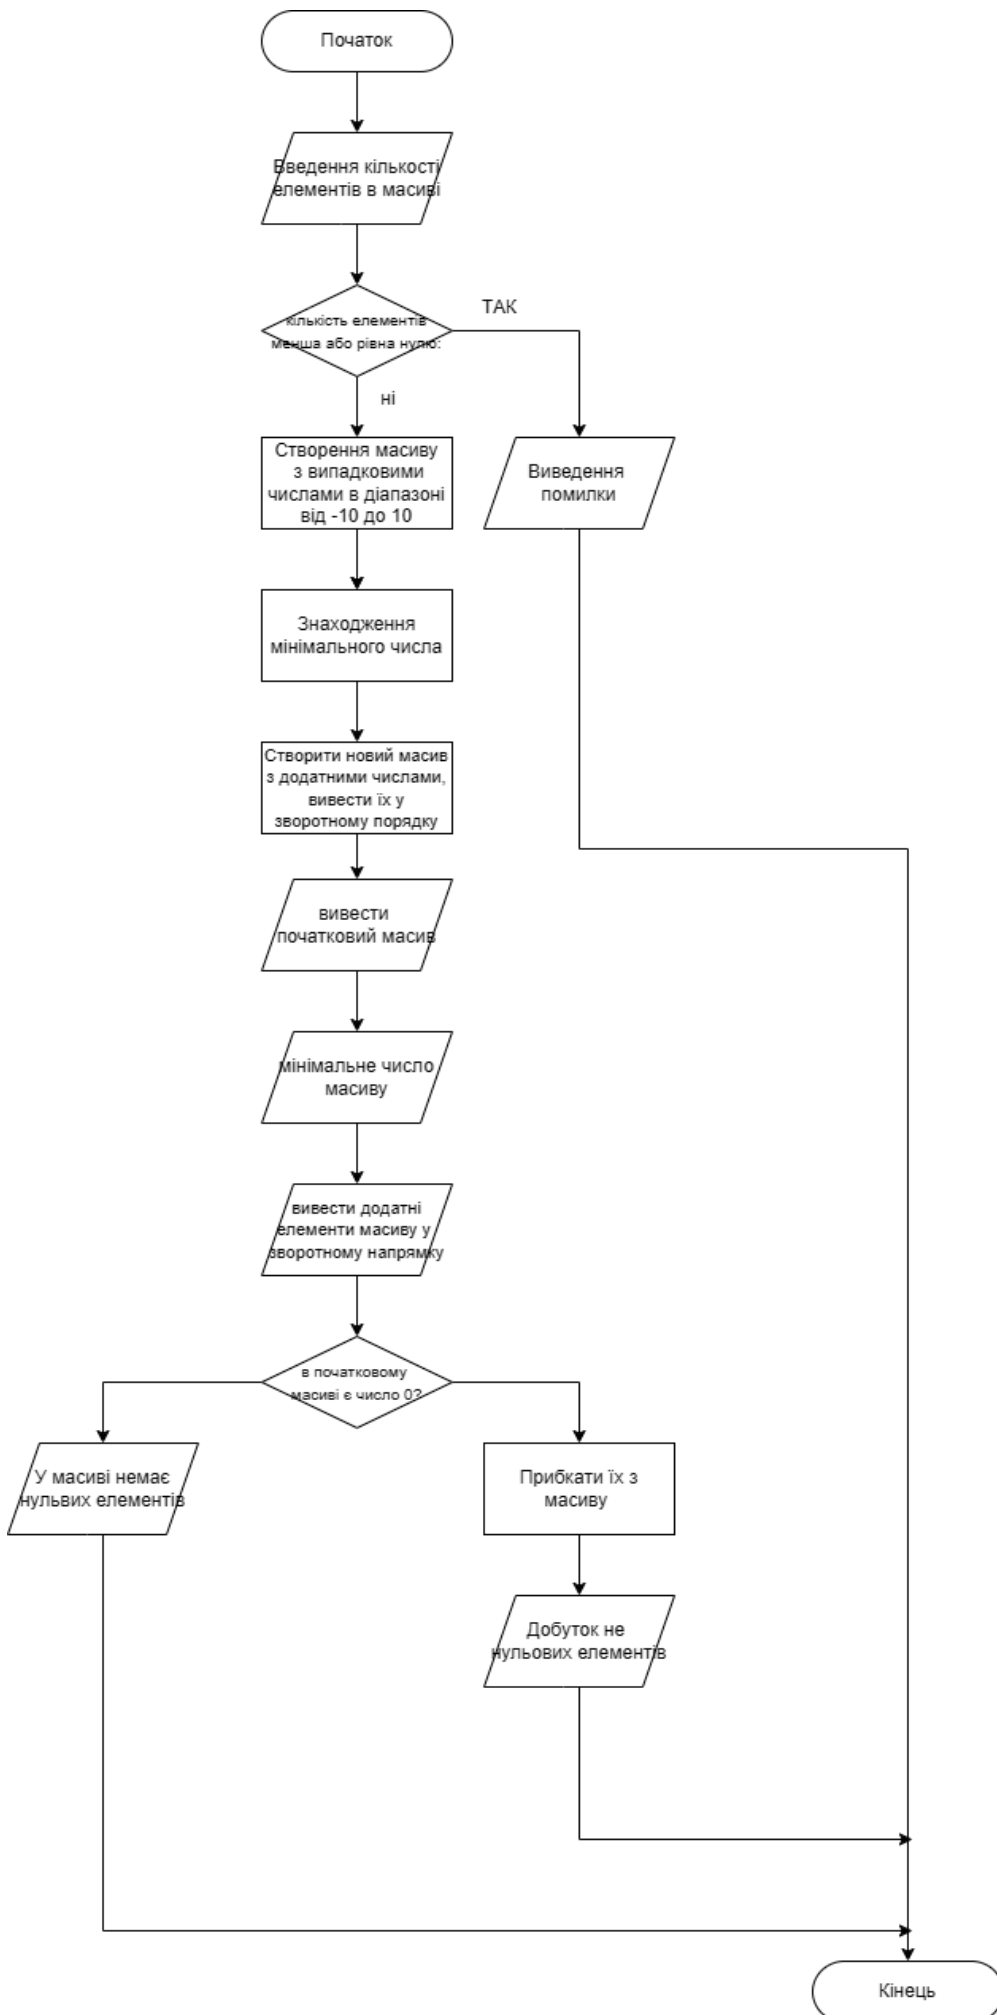 Початок
Введення кількості
елементів в масиві
кількість елементів
менша або рівна нулю:
ТАК
ні
Створення масиву
з випадковими
числами в діапазоні
від -10 до 10
Виведення
помилки
Знаходження
мінімального числа
Створити новий масив
з додатними числами,
вивести їх у
зворотному порядку
вивести
початковий масив
мінімальне число
масиву
вивести додатні
елементи масиву у
зворотному напрямку
в початковому
масиві є число 0?
У масиві немає
нульвих елементів
Прибкати їх з
масиву
Добуток не
нульових елементів
Кінець